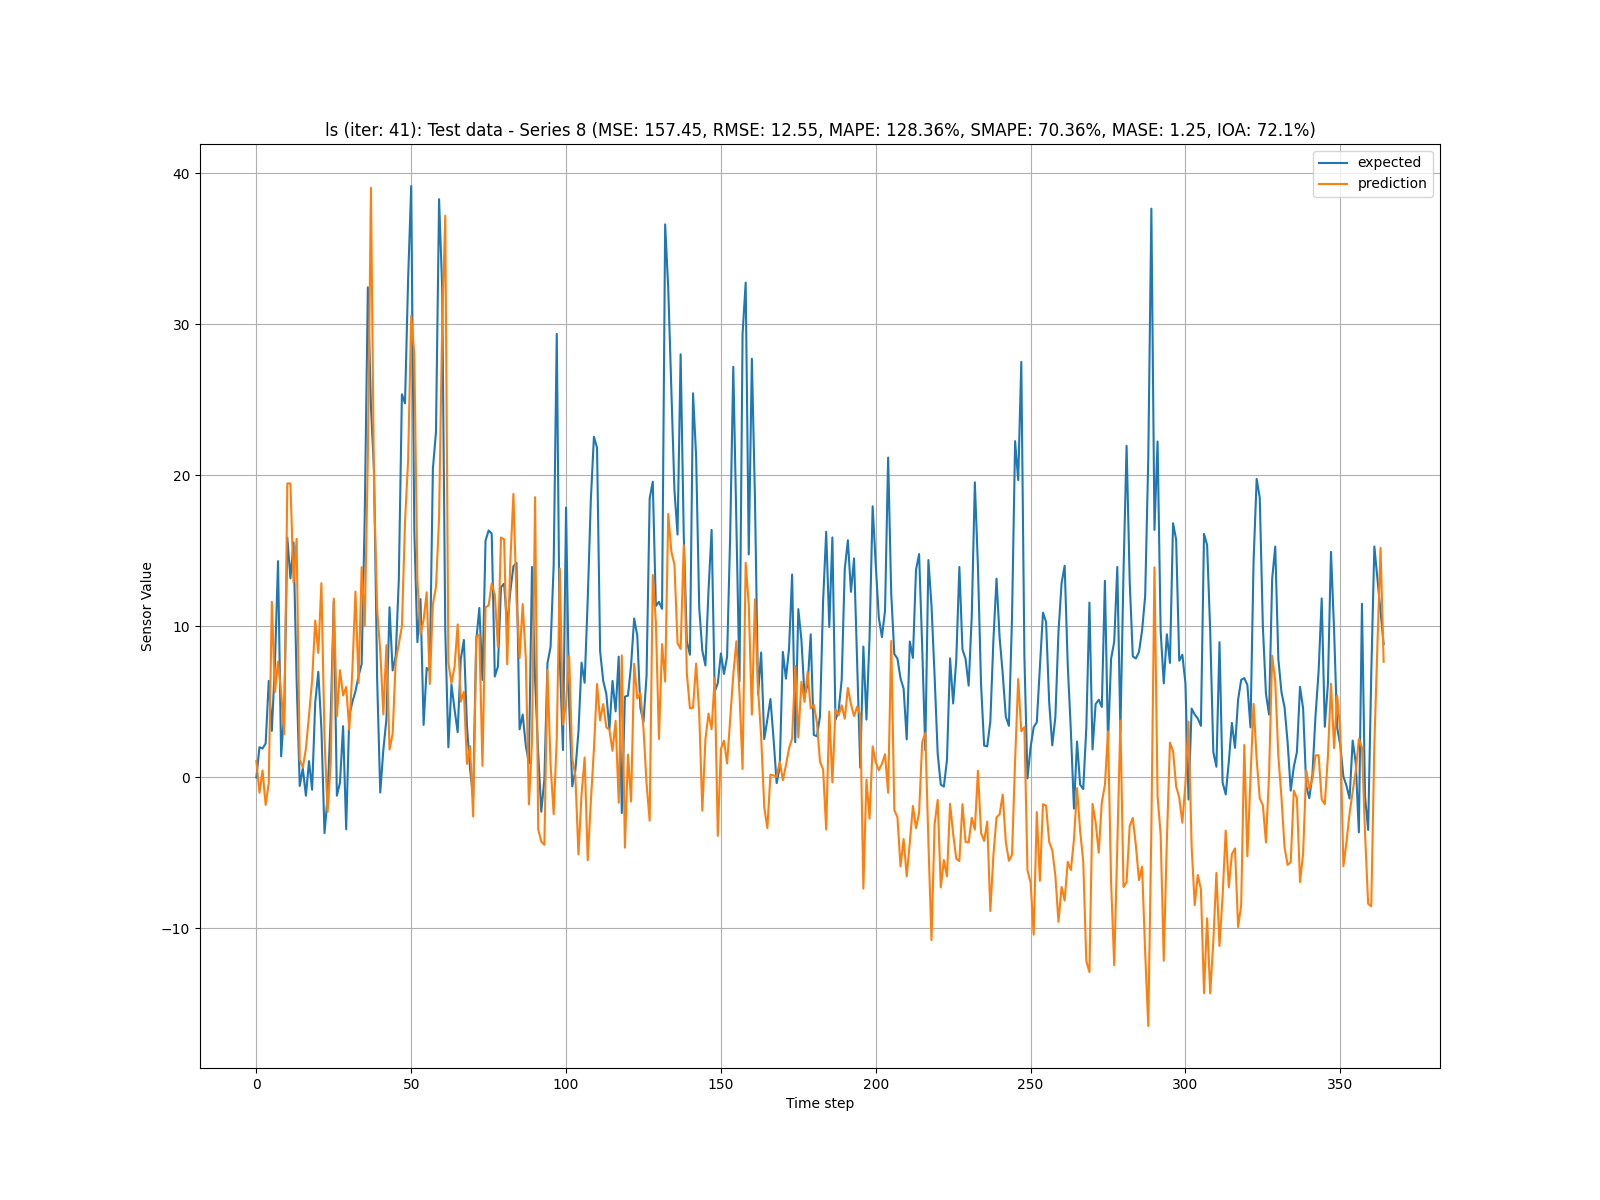 ls (iter: 41): Test data - Series 8 (MSE: 157.45, RMSE: 12.55, MAPE: 128.36%, SMAPE: 70.36%, MASE: 1.25, IOA: 72.1%)
expected
prediction
40
30
20
10
0
−10
Sensor Value
0 50 100 150 200 250 300 350
Time step